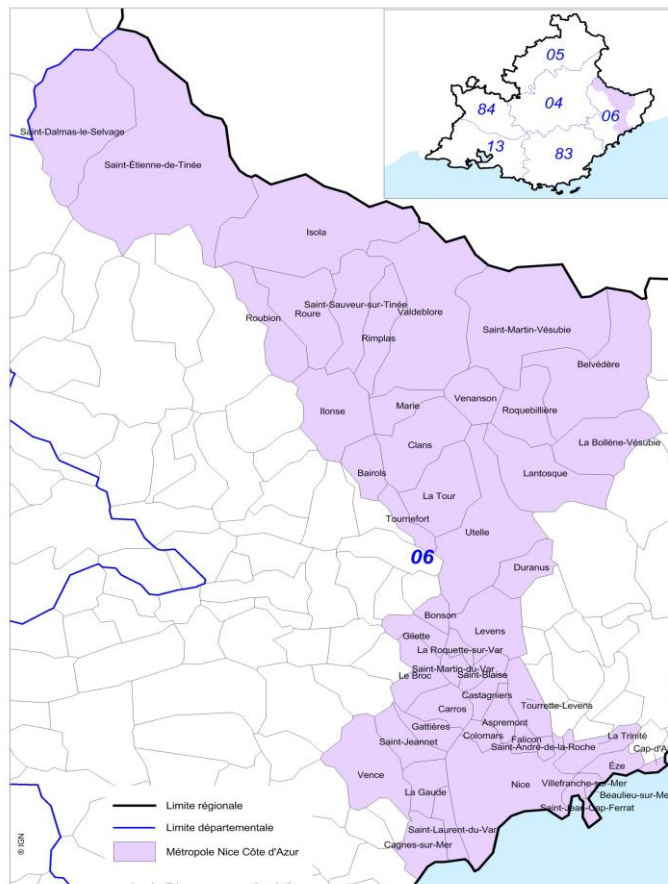 05
04
84
06
13
83
Saint-Dalmas-le-Selvage
Saint-Étienne-de-Tinée
Isola
Saint-Sauveur-sur-Tinée
Roubion
Roure
Valdeblore
Rimplas
Saint-Martin-Vésubie
Belvédère
Ilonse
Marie
Venanson
Roquebillière
Clans
La Bollène-Vésubie
Bairols
Lantosque
La Tour
Tournefort
Utelle
06
Duranus
Bonson
Levens
Gilette
La Roquette-sur-Var
Saint-Martin-du-Var
Le Broc
Saint-Blaise
Castagniers
Carros
Tourrette-Levens
Gattières
Aspremont
Saint-Jeannet
Colomars
Falicon
La Trinité
Saint-André-de-la-Roche
Cap-d'A
Vence
Èze
La Gaude
Nice
Villefranche-sur-Mer
Beaulieu-sur-Mer
Saint-Jean-Cap-Ferrat
Saint-Laurent-du-Var
Cagnes-sur-Mer
Limite régionale
Limite départementale
Métropole Nice Côte d'Azur
© IGN